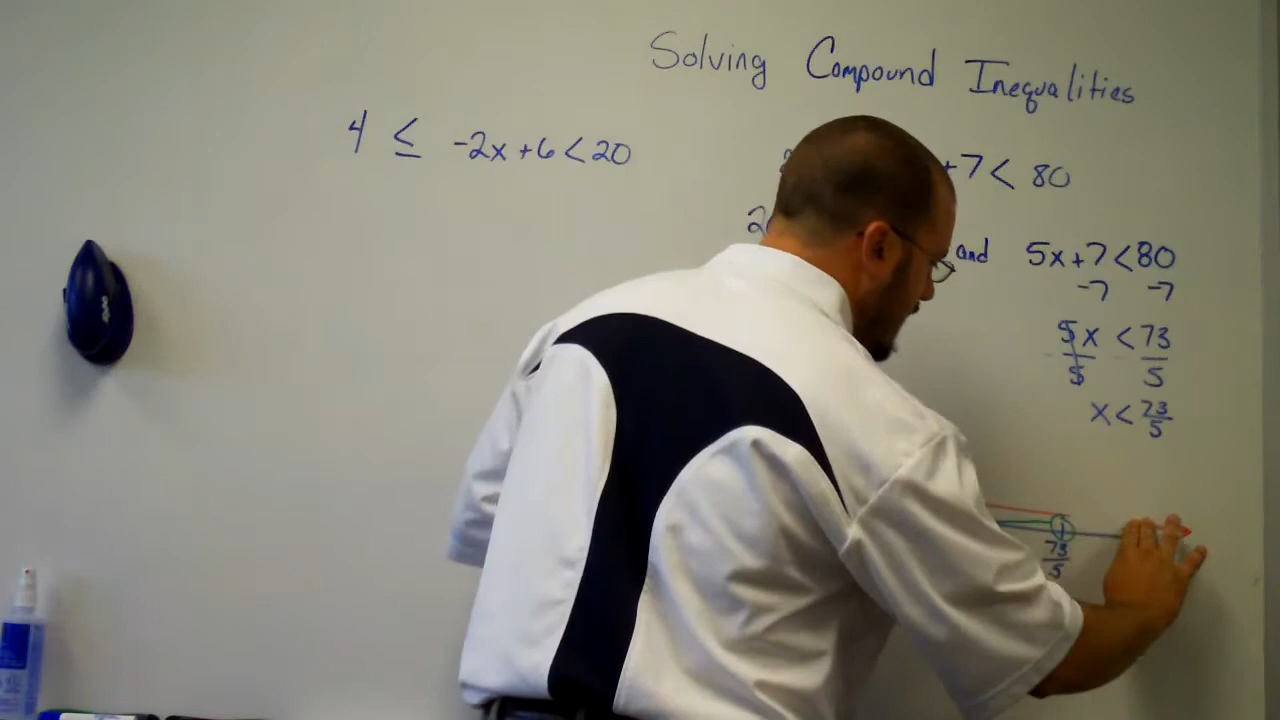 Solving Compound Inequalities
4 ≤ -2x+6<20
+7< 80
2
and 5x+7<80
-7 -7
5x <73
5 5
x< 73/5
73/5